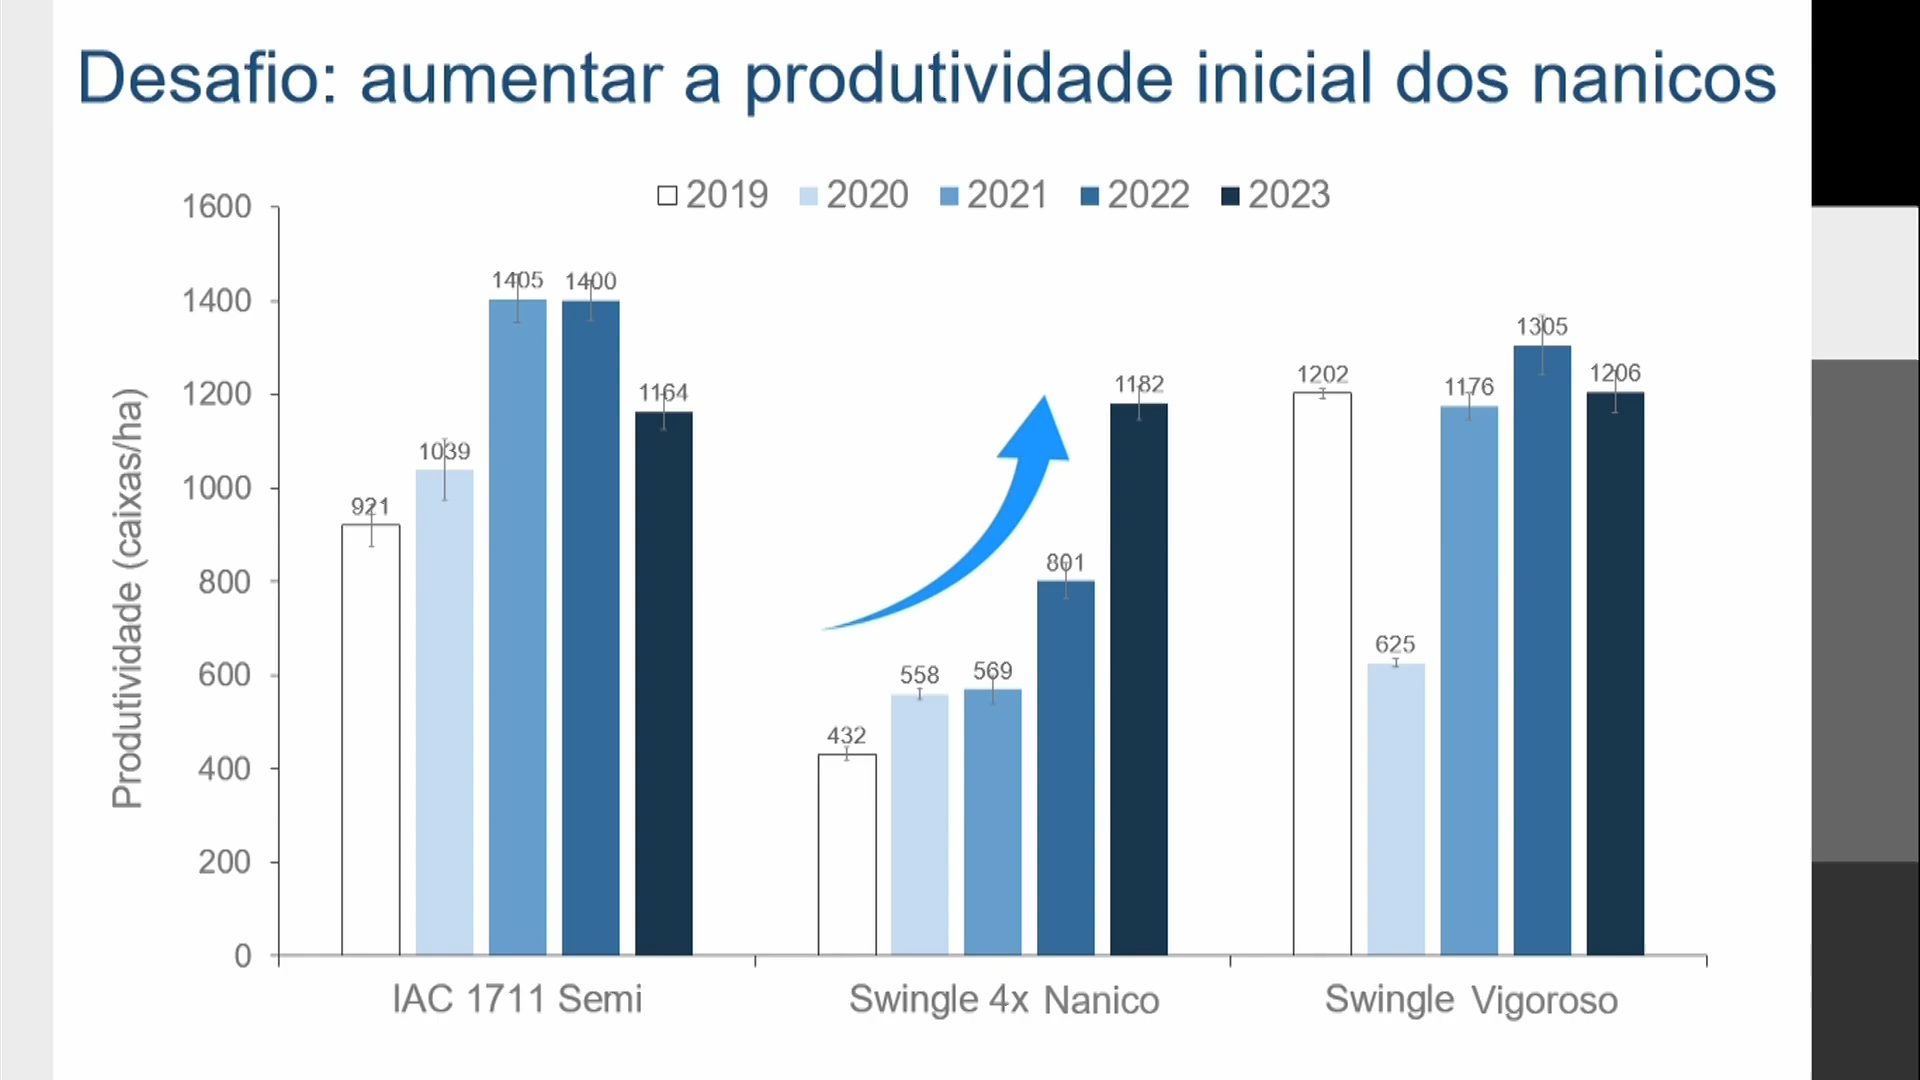 Desafio: aumentar a produtividade inicial dos nanicos
2019 2020 2021 2022 2023
Produtividade (caixas/ha)
1600
1400
1200
1000
800
600
400
200
0
921 1039 1405 1400 1164
432 558 569 801 1182
1202 625 1176 1305 1206
IAC 1711 Semi Swingle 4x Nanico Swingle Vigoroso